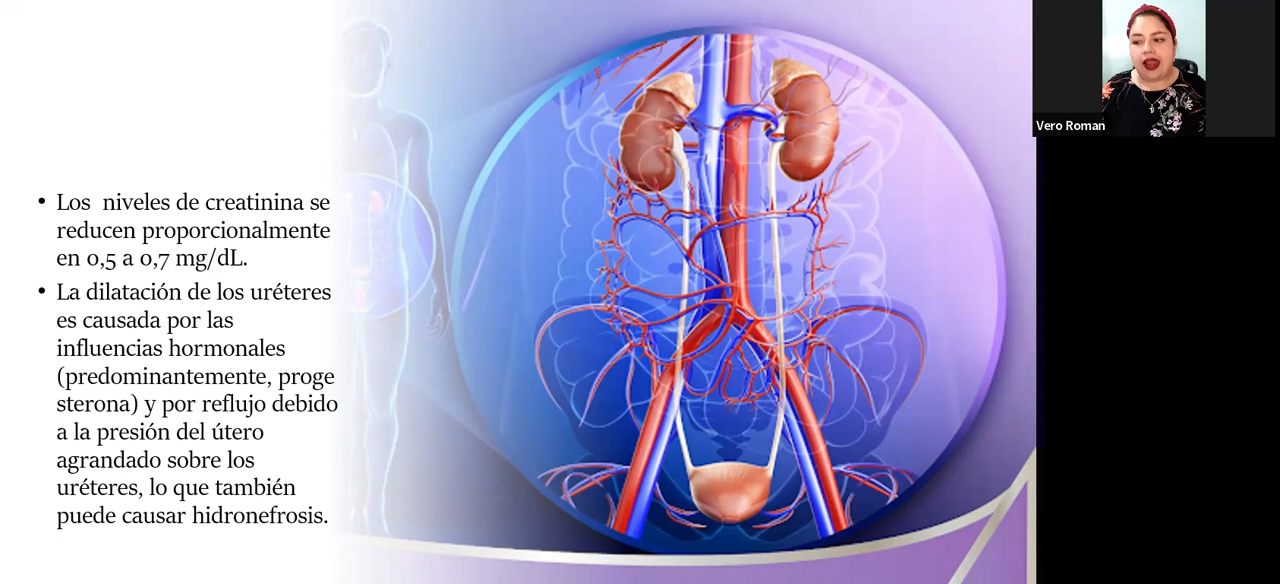 • Los  niveles de creatinina se
reducen proporcionalmente
en 0,5 a 0,7 mg/dL.
• La dilatación de los uréteres
es causada por las
influencias hormonales
(predominantemente, proge
sterona) y por reflujo debido
a la presión del útero
agrandado sobre los
uréteres, lo que también
puede causar hidronefrosis.
Vero Roman